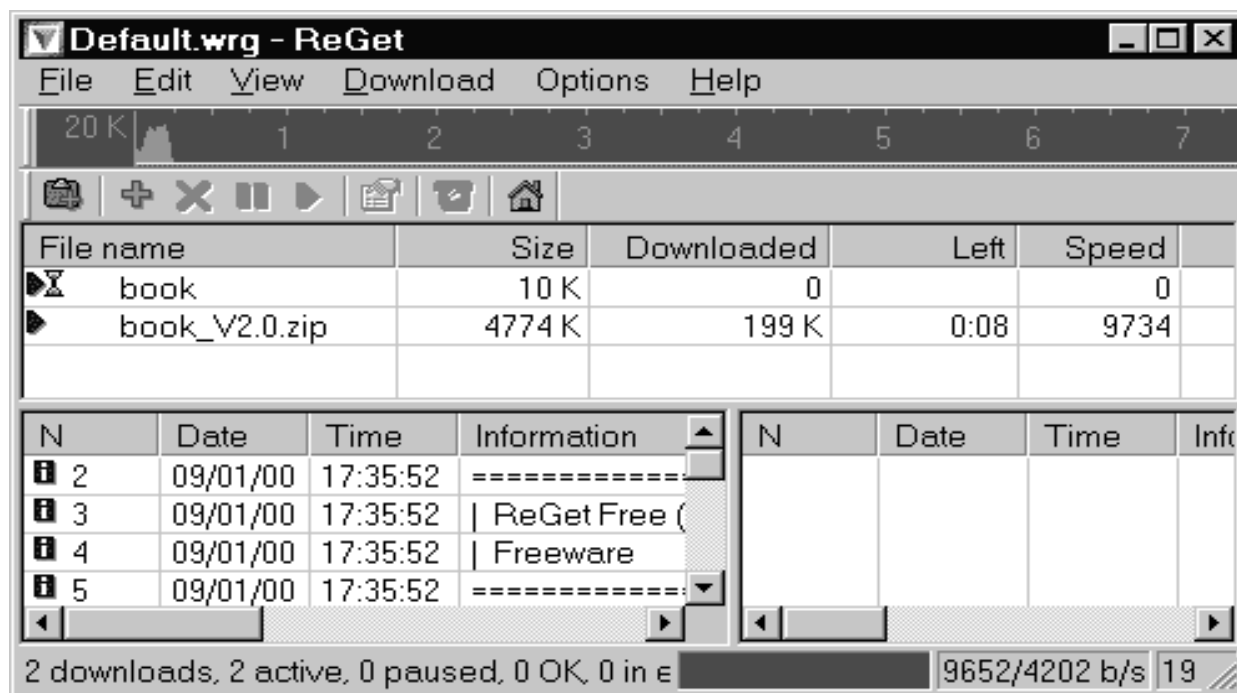 Default.wrg - ReGet
File Edit View Download Options Help
20 K 1 2 3 4 5 6 7
File name Size Downloaded Left Speed
book 10 K 0 0
book_V2.0.zip 4774 K 199 K 0:08 9734
N Date Time Information
2 09/01/00 17:35:52 =============
3 09/01/00 17:35:52 | ReGet Free (
4 09/01/00 17:35:52 | Freeware
5 09/01/00 17:35:52 =============
N Date Time Info
2 downloads, 2 active, 0 paused, 0 OK, 0 in e
9652/4202 b/s 19